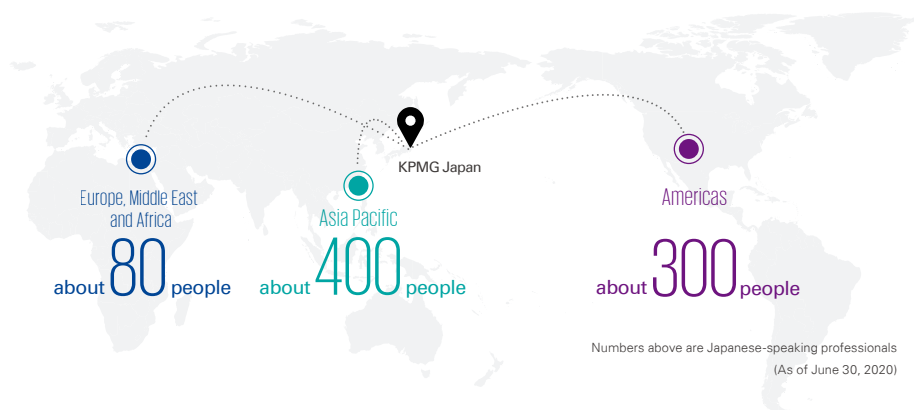 KPMG Japan
Europe, Middle East
and Africa
about 80 people
Asia Pacific
about 400 people
Americas
about 300 people
Numbers above are Japanese-speaking professionals
(As of June 30, 2020)